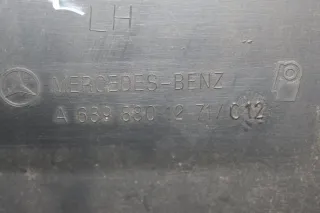 LH
MERCEDES-BENZ
A 639 880 12 71/C12